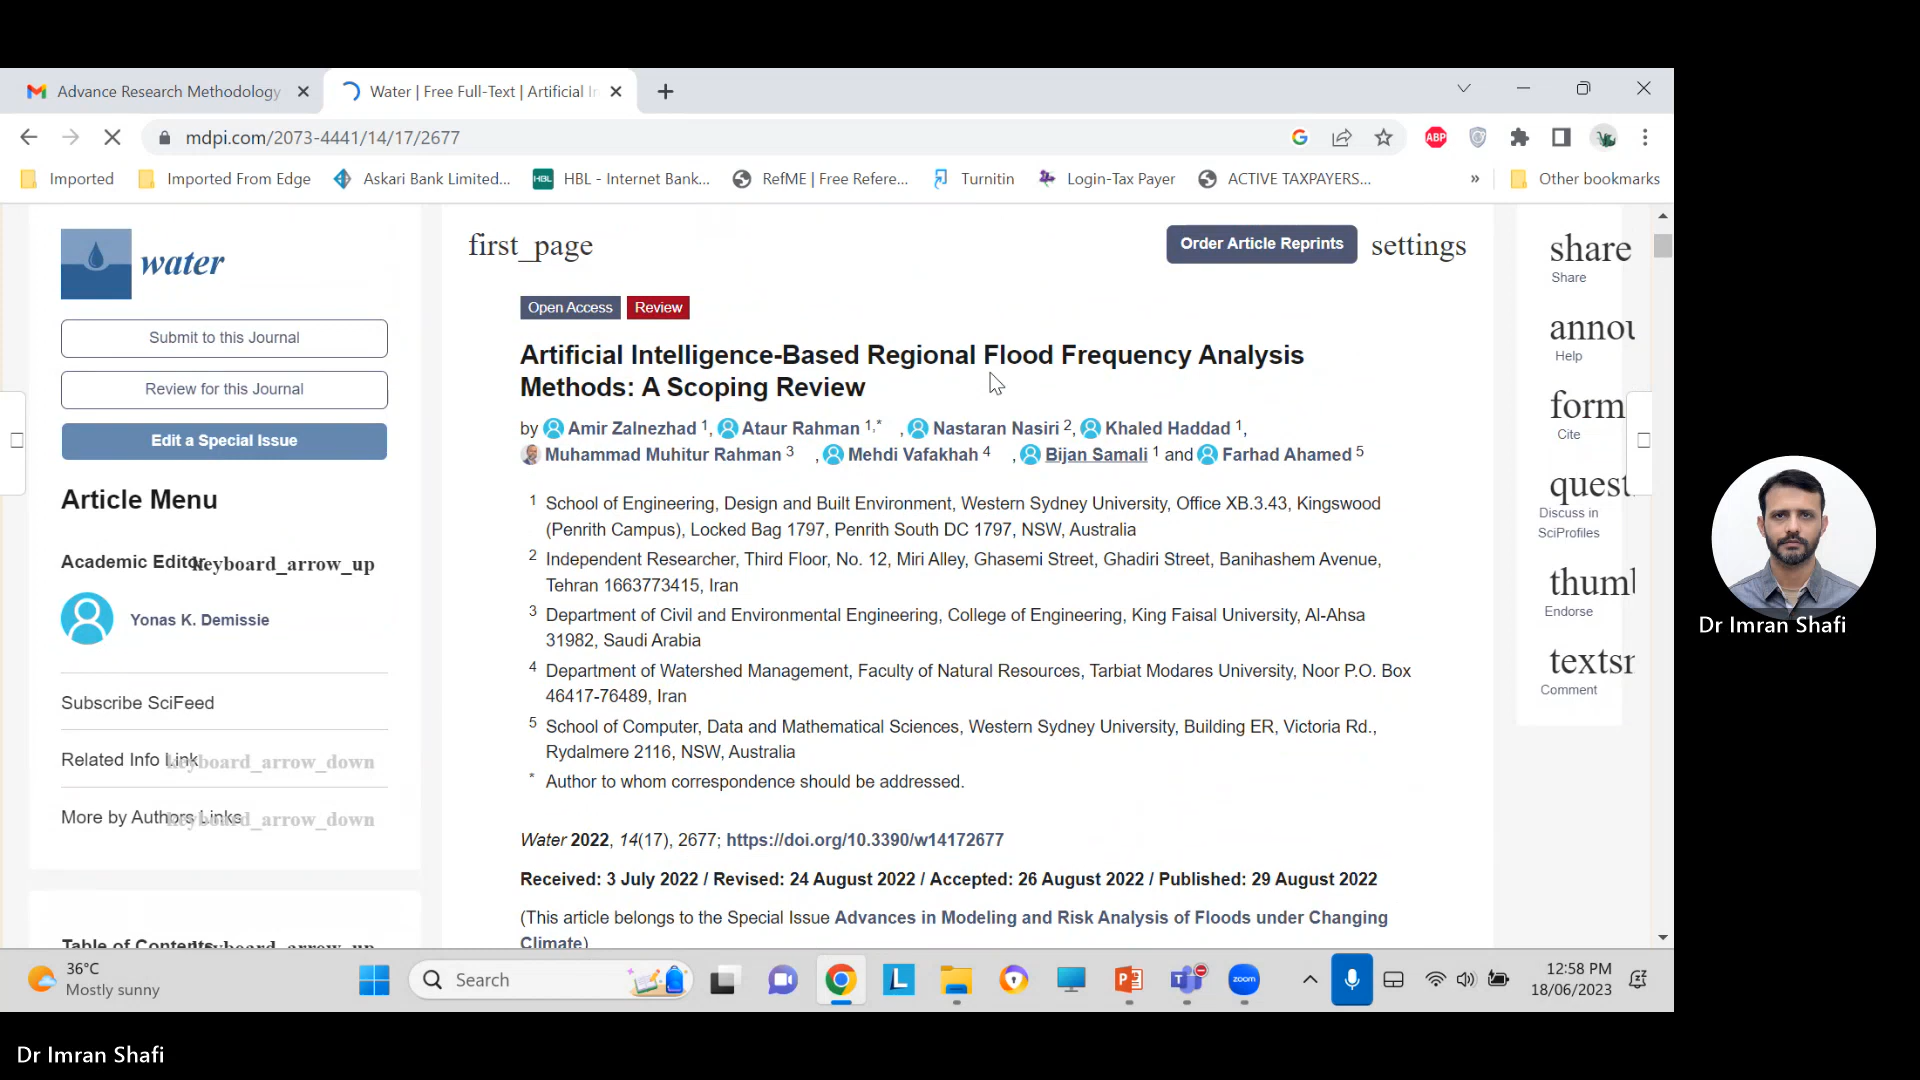 Advance Research Methodology
Water | Free Full-Text | Artificial In
mdpi.com/2073-4441/14/17/2677
ABP
Imported
Imported From Edge
Askari Bank Limited...
HBL
HBL - Internet Bank...
RefME | Free Refere...
Turnitin
Login-Tax Payer
ACTIVE TAXPAYERS...
»
Other bookmarks
water
Submit to this Journal
Review for this Journal
Edit a Special Issue
Article Menu
Academic Editor
keyboard_arrow_up
Yonas K. Demissie
Subscribe SciFeed
Related Info Link
keyboard_arrow_down
More by Authors Links
keyboard_arrow_down
Table of Contents
keyboard_arrow_up
first_page
Order Article Reprints
settings
Open Access
Review
Artificial Intelligence-Based Regional Flood Frequency Analysis
Methods: A Scoping Review
by Amir Zalnezhad 1, Ataur Rahman 1,* , Nastaran Nasiri 2, Khaled Haddad 1,
Muhammad Muhitur Rahman 3 , Mehdi Vafakhah 4 , Bijan Samali 1 and Farhad Ahamed 5
1 School of Engineering, Design and Built Environment, Western Sydney University, Office XB.3.43, Kingswood
(Penrith Campus), Locked Bag 1797, Penrith South DC 1797, NSW, Australia
2 Independent Researcher, Third Floor, No. 12, Miri Alley, Ghasemi Street, Ghadiri Street, Banihashem Avenue,
Tehran 1663773415, Iran
3 Department of Civil and Environmental Engineering, College of Engineering, King Faisal University, Al-Ahsa
31982, Saudi Arabia
4 Department of Watershed Management, Faculty of Natural Resources, Tarbiat Modares University, Noor P.O. Box
46417-76489, Iran
5 School of Computer, Data and Mathematical Sciences, Western Sydney University, Building ER, Victoria Rd.,
Rydalmere 2116, NSW, Australia
* Author to whom correspondence should be addressed.
Water 2022, 14(17), 2677; https://doi.org/10.3390/w14172677
Received: 3 July 2022 / Revised: 24 August 2022 / Accepted: 26 August 2022 / Published: 29 August 2022
(This article belongs to the Special Issue Advances in Modeling and Risk Analysis of Floods under Changing
Climate)
share
Share
annou
Help
form
Cite
quest
Discuss in
SciProfiles
thuml
Endorse
textsr
Comment
Dr Imran Shafi
36°C
Mostly sunny
Search
L
zoom
12:58 PM
18/06/2023
Dr Imran Shafi